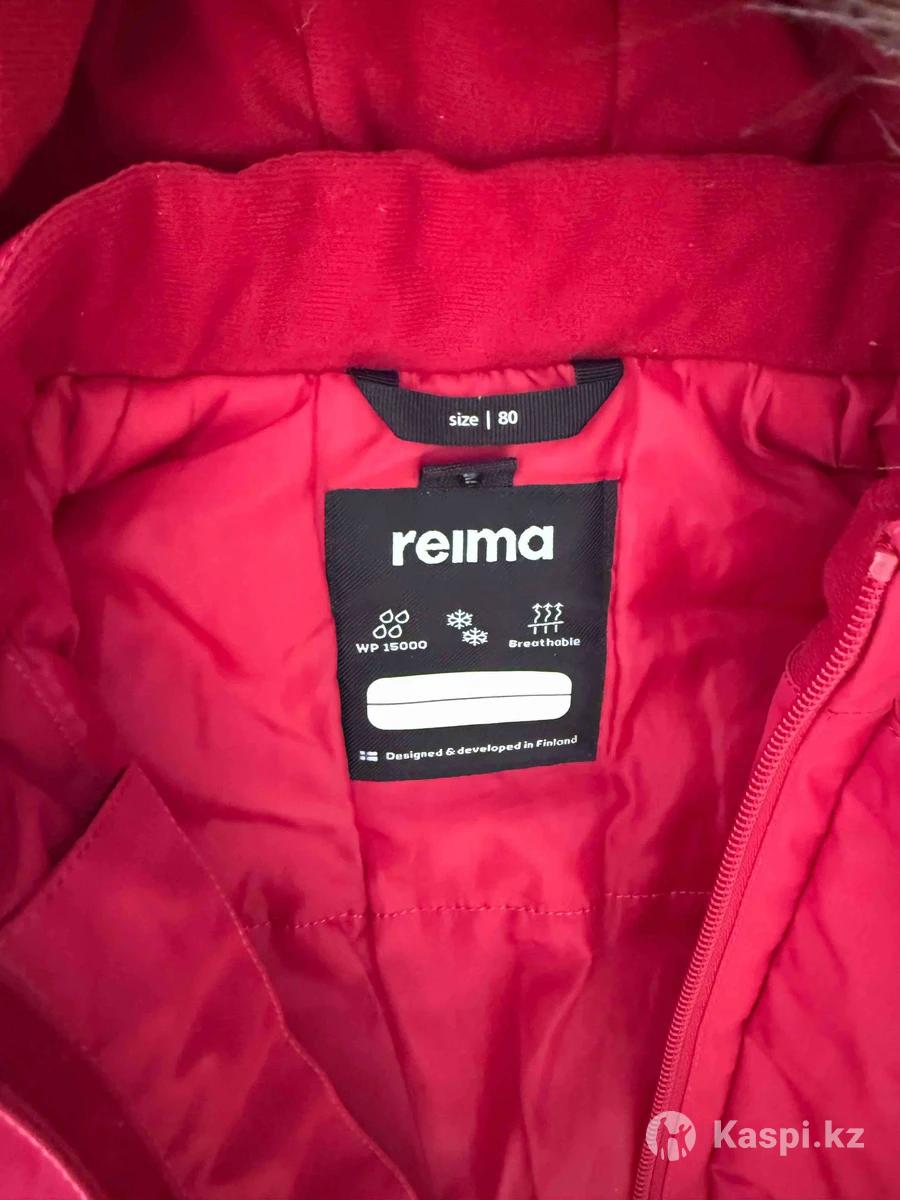 size | 80
reima
WP 15000
Breathable
Designed & developed in Finland
Kaspi.kz